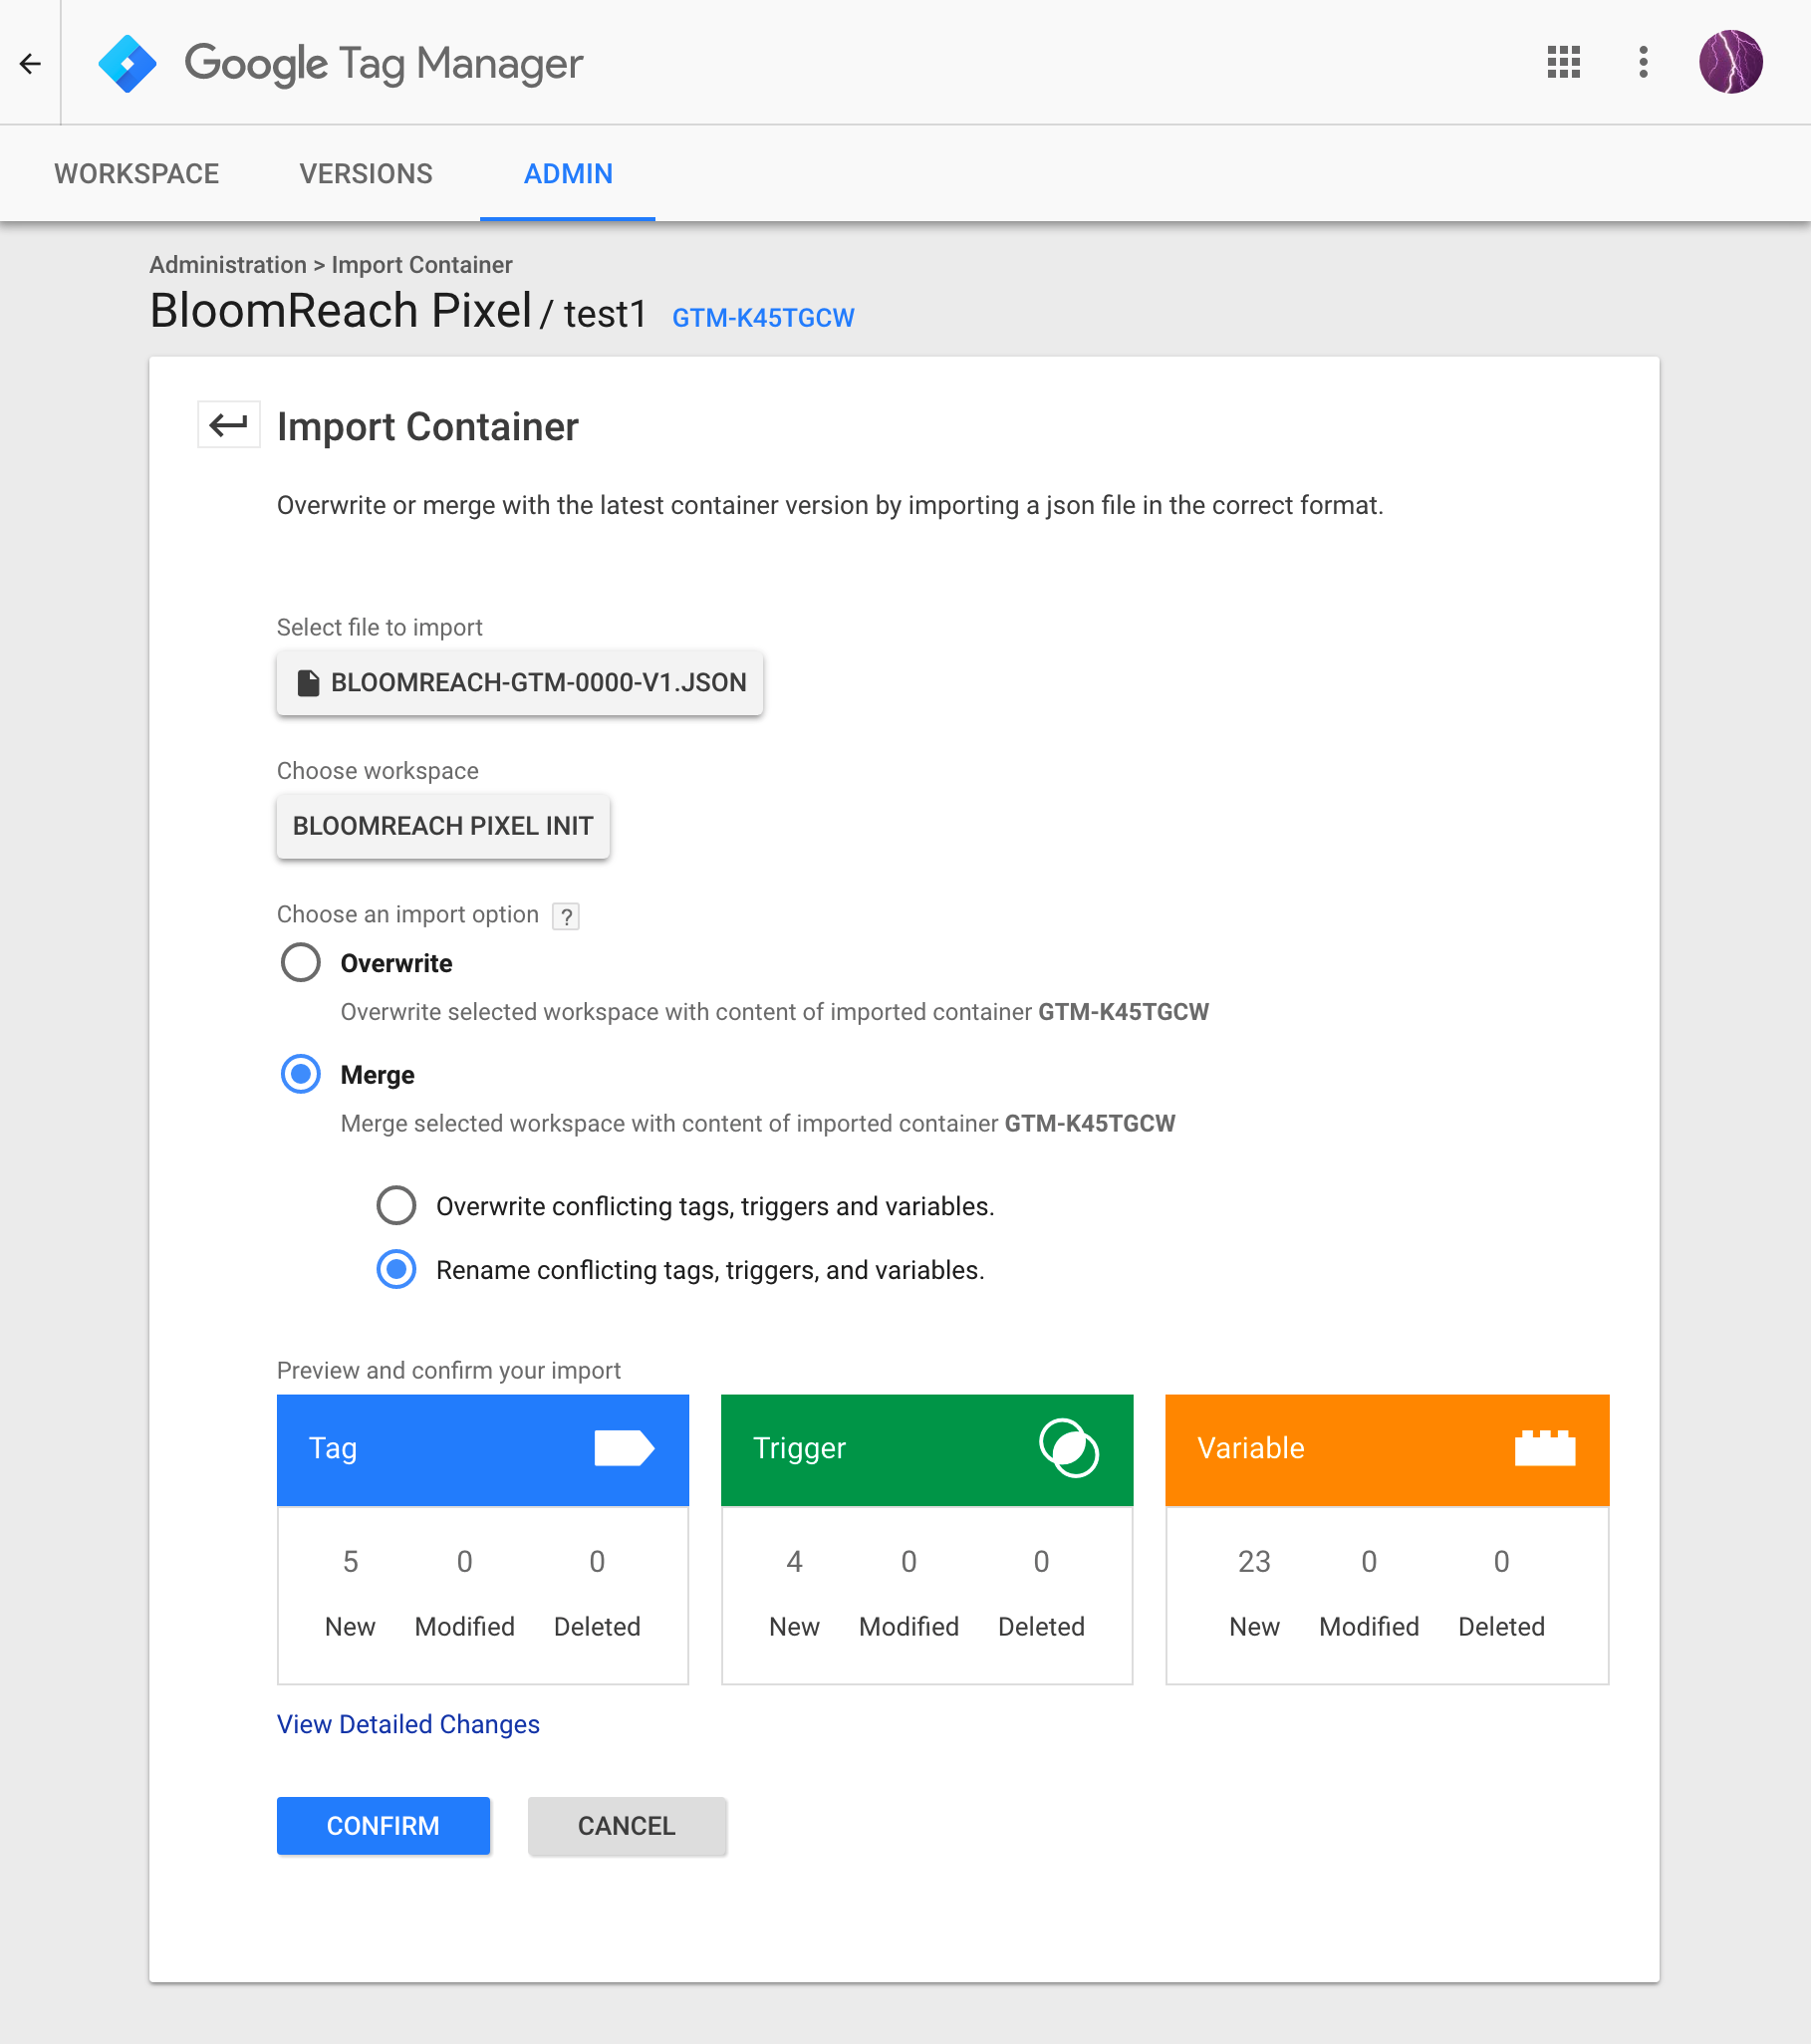 Google Tag Manager
WORKSPACE VERSIONS ADMIN
Administration > Import Container
BloomReach Pixel / test1 GTM-K45TGCW
Import Container
Overwrite or merge with the latest container version by importing a json file in the correct format.
Select file to import
BLOOMREACH-GTM-0000-V1.JSON
Choose workspace
BLOOMREACH PIXEL INIT
Choose an import option ?
Overwrite
Overwrite selected workspace with content of imported container GTM-K45TGCW
Merge
Merge selected workspace with content of imported container GTM-K45TGCW
Overwrite conflicting tags, triggers and variables.
Rename conflicting tags, triggers, and variables.
Preview and confirm your import
Tag Trigger Variable
5 0 0 4 0 0 23 0 0
New Modified Deleted New Modified Deleted New Modified Deleted
View Detailed Changes
CONFIRM CANCEL